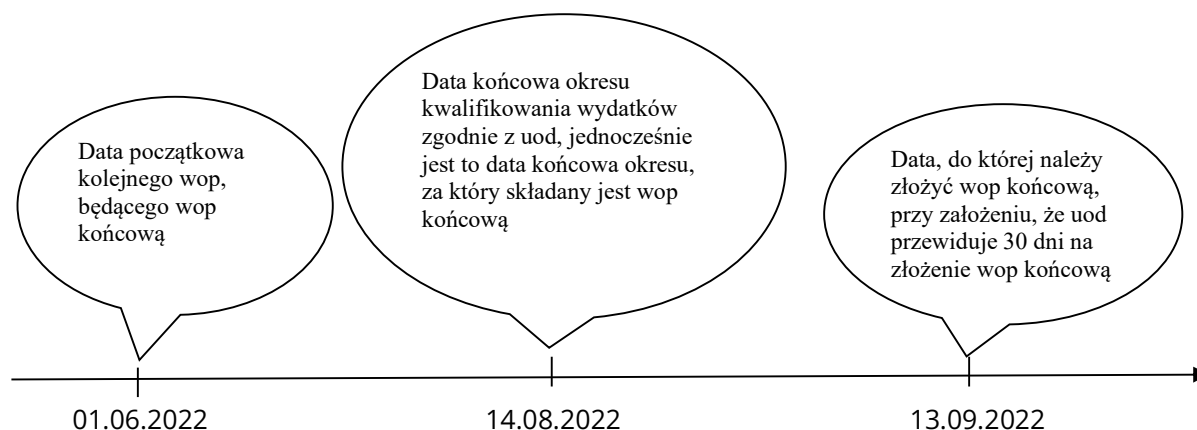 Data początkowa
kolejnego wop,
będącego wop
końcową
Data końcowa okresu
kwalifikowania wydatków
zgodnie z uod, jednocześnie
jest to data końcowa okresu,
za który składany jest wop
końcową
Data, do której należy
złożyć wop końcową,
przy założeniu, że uod
przewiduje 30 dni na
złożenie wop końcową
01.06.2022
14.08.2022
13.09.2022